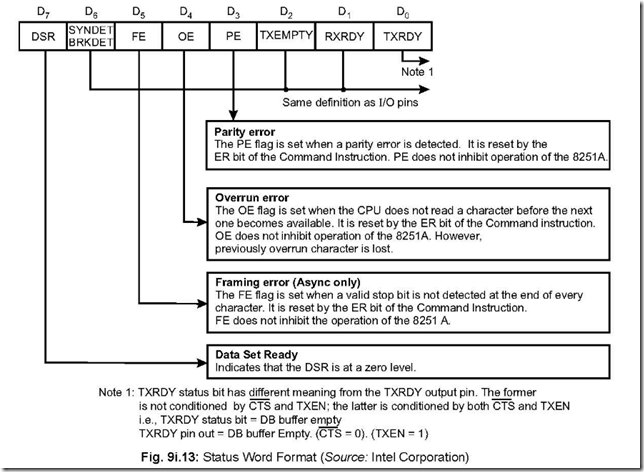 D7 D6 D5 D4 D3 D2 D1 D0
DSR SYNDET BRKDET FE OE PE TXEMPTY RXRDY TXRDY
Note 1
Same definition as I/O pins
Parity error
The PE flag is set when a parity error is detected. It is reset by the
ER bit of the Command Instruction. PE does not inhibit operation of the 8251A.
Overrun error
The OE flag is set when the CPU does not read a character before the next
one becomes available. It is reset by the ER bit of the Command instruction.
OE does not inhibit operation of the 8251A. However,
previously overrun character is lost.
Framing error (Async only)
The FE flag is set when a valid stop bit is not detected at the end of every
character. It is reset by the ER bit of the Command Instruction.
FE does not inhibit the operation of the 8251 A.
Data Set Ready
Indicates that the DSR is at a zero level.
Note 1: TXRDY status bit has different meaning from the TXRDY output pin. The former
is not conditioned by C̅T̅S̅ and TXEN; the latter is conditioned by both C̅T̅S̅ and TXEN
i.e., TXRDY status bit = DB buffer empty
TXRDY pin out = DB buffer Empty. (C̅T̅S̅ = 0). (TXEN = 1)
Fig. 9i.13: Status Word Format (Source: Intel Corporation)